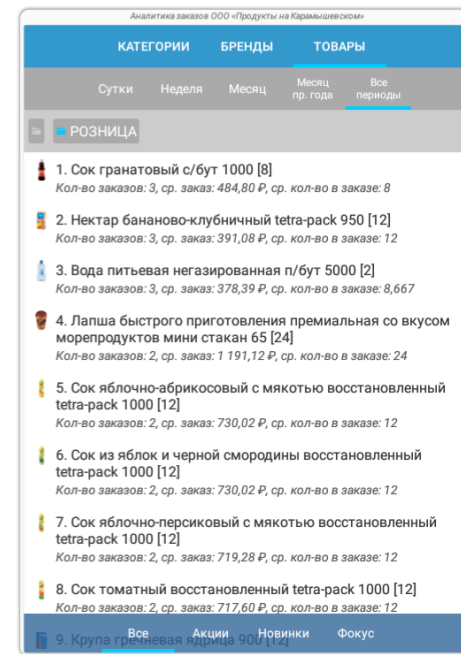 Аналитика заказов ООО «Продукты на Карамышевском»
КАТЕГОРИИ БРЕНДЫ ТОВАРЫ
Сутки Неделя Месяц Месяц пр. года Все периоды
РОЗНИЦА
1. Сок гранатовый с/бут 1000 [8]
Кол-во заказов: 3, ср. заказ: 484,80 ₽, ср. кол-во в заказе: 8
2. Нектар бананово-клубничный tetra-pack 950 [12]
Кол-во заказов: 3, ср. заказ: 391,08 ₽, ср. кол-во в заказе: 12
3. Вода питьевая негазированная п/бут 5000 [2]
Кол-во заказов: 3, ср. заказ: 378,39 ₽, ср. кол-во в заказе: 8,667
4. Лапша быстрого приготовления премиальная со вкусом
морепродуктов мини стакан 65 [24]
Кол-во заказов: 2, ср. заказ: 1 191,12 ₽, ср. кол-во в заказе: 24
5. Сок яблочно-абрикосовый с мякотью восстановленный
tetra-pack 1000 [12]
Кол-во заказов: 2, ср. заказ: 730,02 ₽, ср. кол-во в заказе: 12
6. Сок из яблок и черной смородины восстановленный
tetra-pack 1000 [12]
Кол-во заказов: 2, ср. заказ: 730,02 ₽, ср. кол-во в заказе: 12
7. Сок яблочно-персиковый с мякотью восстановленный
tetra-pack 1000 [12]
Кол-во заказов: 2, ср. заказ: 719,28 ₽, ср. кол-во в заказе: 12
8. Сок томатный восстановленный tetra-pack 1000 [12]
Кол-во заказов: 2, ср. заказ: 717,60 ₽, ср. кол-во в заказе: 12
Все Акции Новинки Фокус
9. Крупа гречневая ядрица 900 [12]